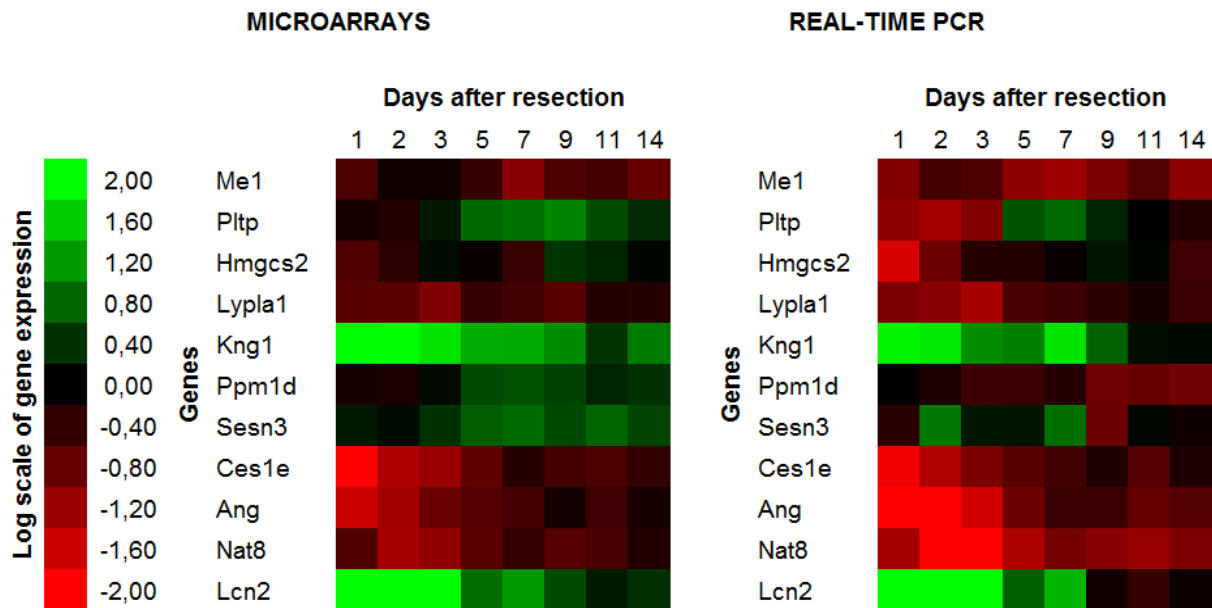 MICROARRAYS
REAL-TIME PCR
Days after resection
Days after resection
1 2 3 5 7 9 11 14
1 2 3 5 7 9 11 14
Log scale of gene expression
2,00
1,60
1,20
0,80
0,40
0,00
-0,40
-0,80
-1,20
-1,60
-2,00
Genes
Me1
Pltp
Hmgcs2
Lypla1
Kng1
Ppm1d
Sesn3
Ces1e
Ang
Nat8
Lcn2
Genes
Me1
Pltp
Hmgcs2
Lypla1
Kng1
Ppm1d
Sesn3
Ces1e
Ang
Nat8
Lcn2